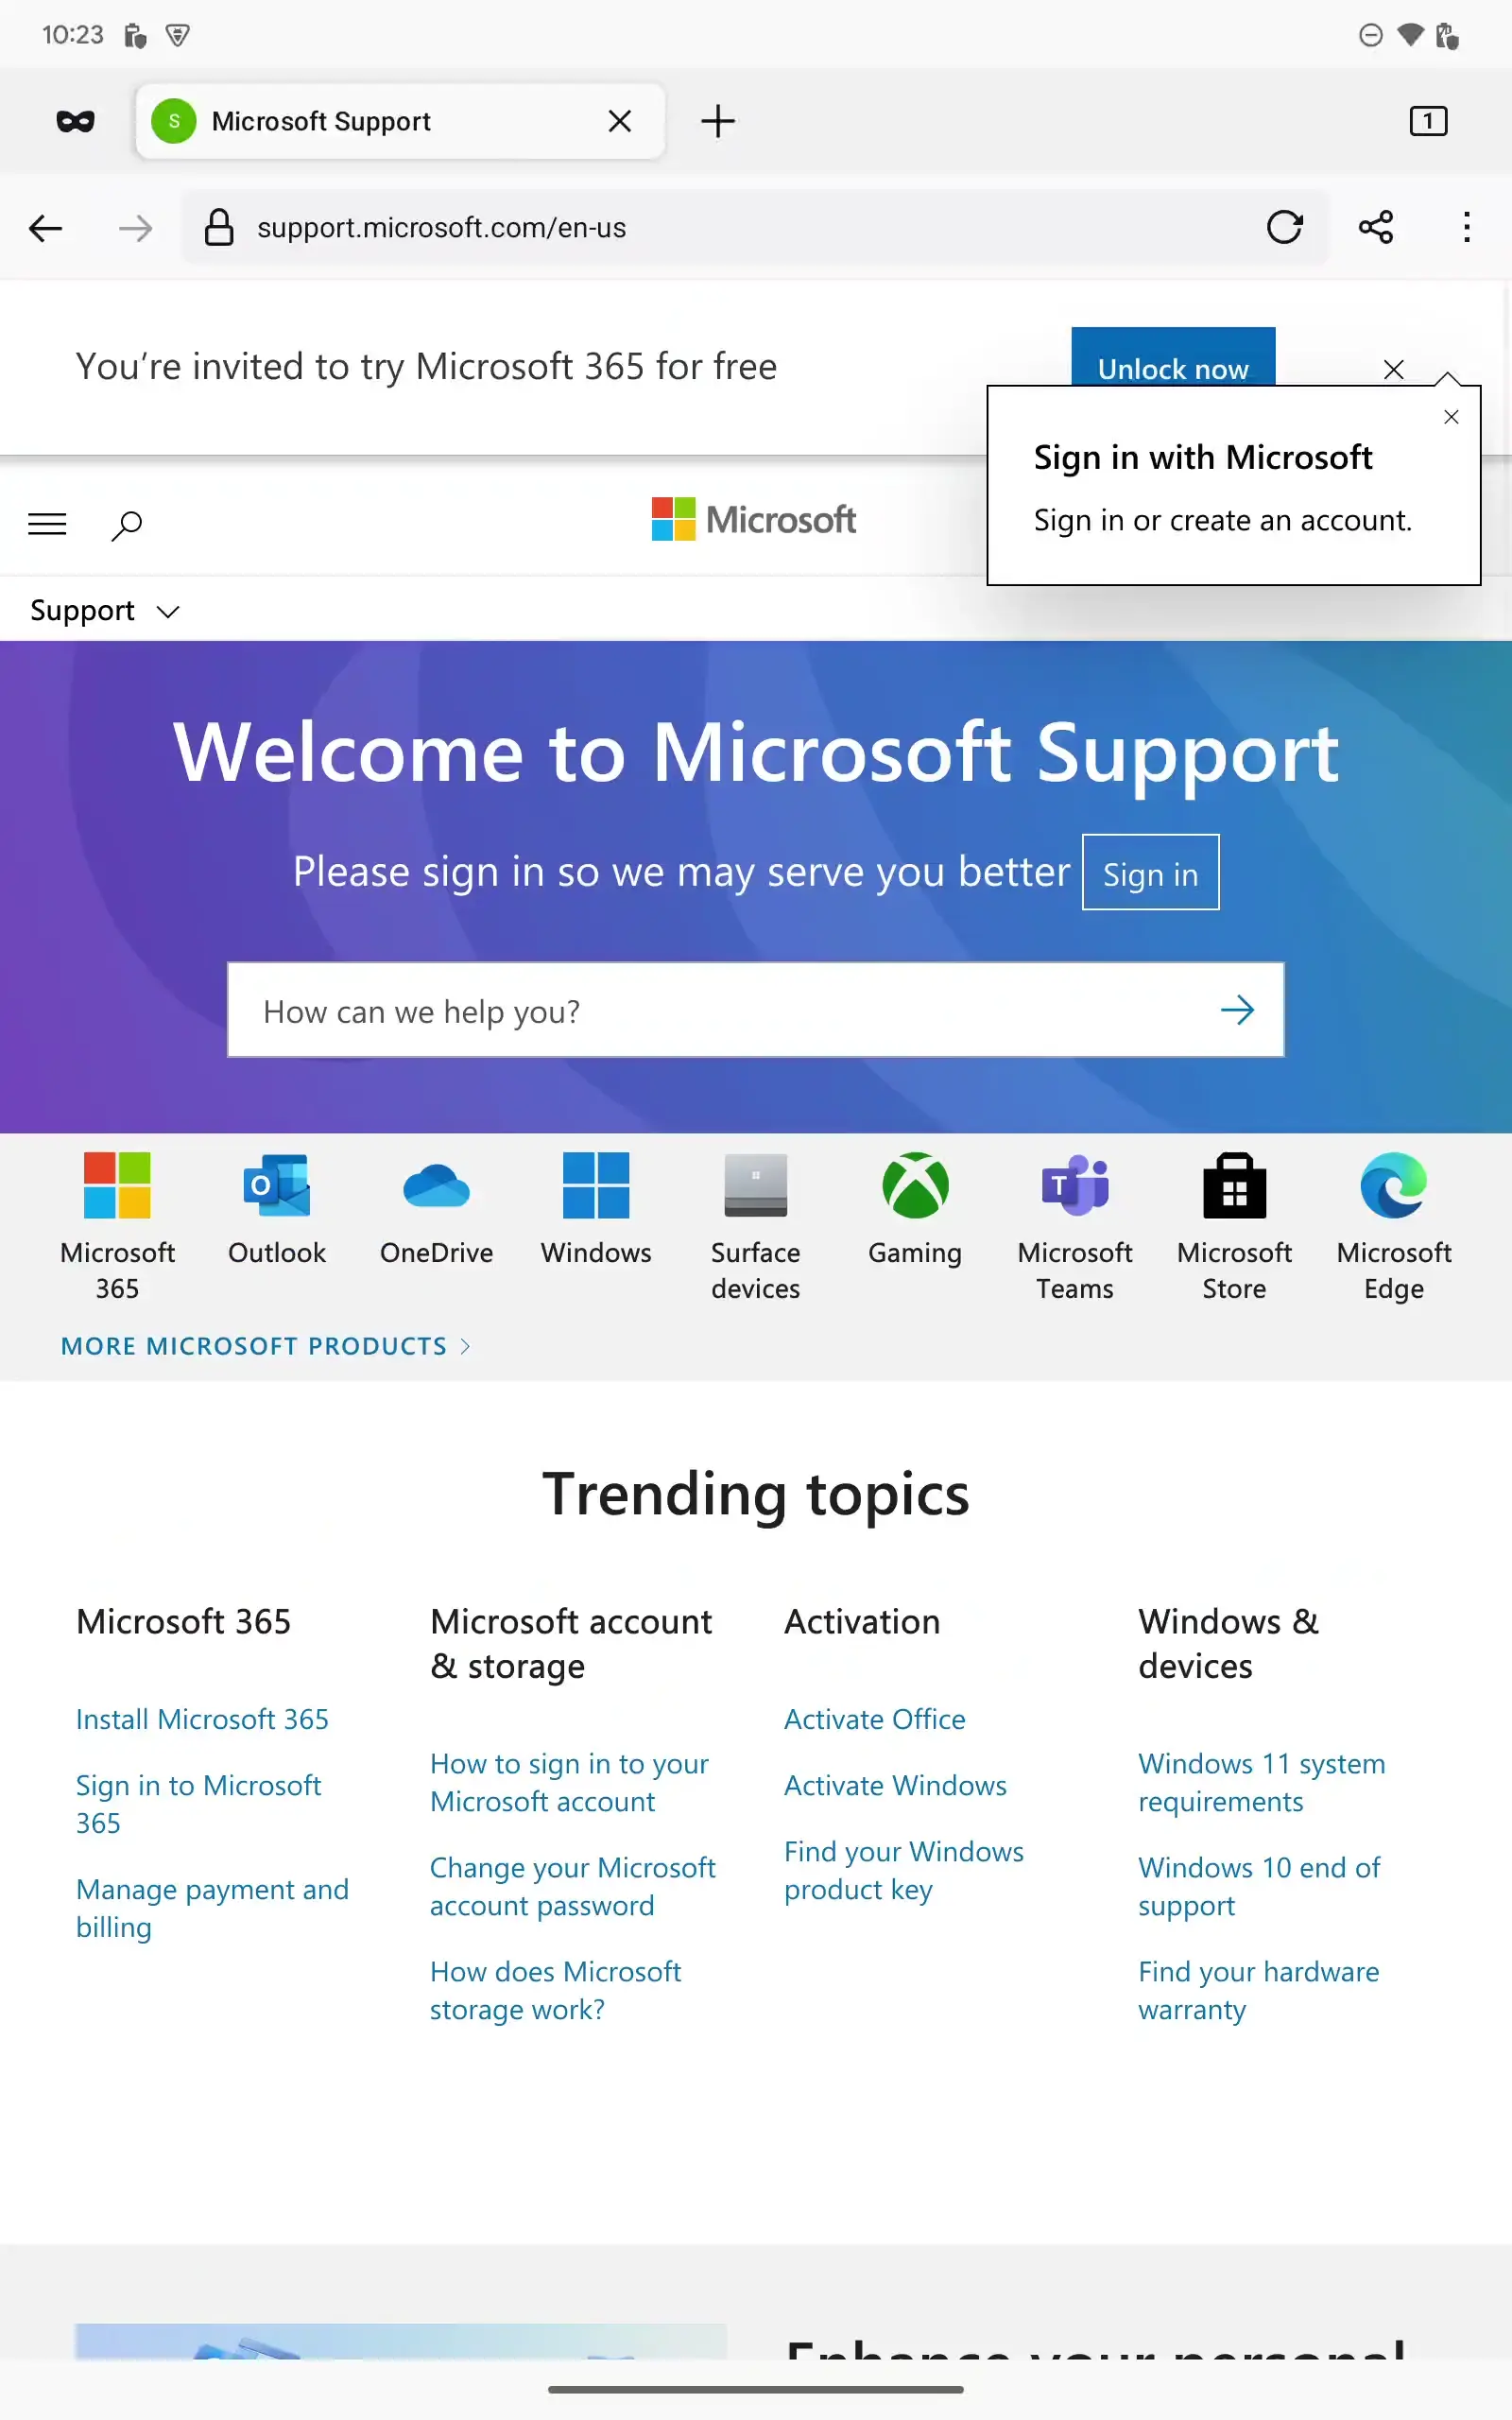 10:23
S
Microsoft Support
1
support.microsoft.com/en-us
You’re invited to try Microsoft 365 for free
Unlock now
Sign in with Microsoft
Sign in or create an account.
Microsoft
Support
Welcome to Microsoft Support
Please sign in so we may serve you better
Sign in
How can we help you?
Microsoft
365
Outlook
OneDrive
Windows
Surface
devices
Gaming
Microsoft
Teams
Microsoft
Store
Microsoft
Edge
MORE MICROSOFT PRODUCTS
Trending topics
Microsoft 365
Install Microsoft 365
Sign in to Microsoft
365
Manage payment and
billing
Microsoft account
& storage
How to sign in to your
Microsoft account
Change your Microsoft
account password
How does Microsoft
storage work?
Activation
Activate Office
Activate Windows
Find your Windows
product key
Windows &
devices
Windows 11 system
requirements
Windows 10 end of
support
Find your hardware
warranty
Enhance your personal